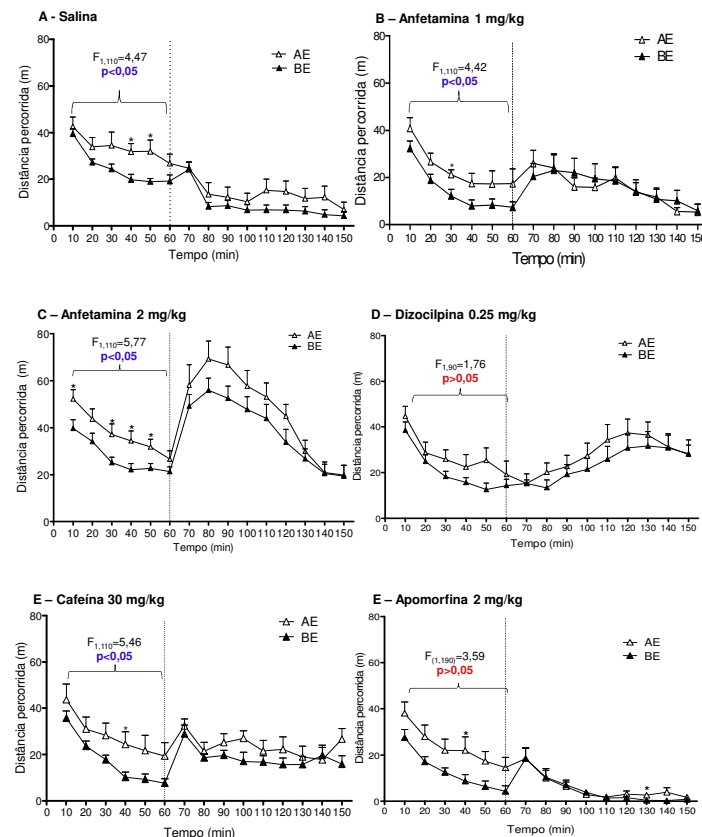 A - Salina
80
60
40
20
0
Distância percorrida (m)
F1,110=4,47
p<0,05
AE
BE
* *
0 10 20 30 40 50 60 70 80 90 100 110 120 130 140 150
Tempo (min)
B – Anfetamina 1 mg/kg
80
60
40
20
0
Distância percorrida (m)
F1,110=4,42
p<0,05
AE
BE
*
0 10 20 30 40 50 60 70 80 90 100 110 120 130 140 150
Tempo (min)
C – Anfetamina 2 mg/kg
80
60
40
20
0
Distância percorrida (m)
F1,110=5,77
p<0,05
AE
BE
* * * *
0 10 20 30 40 50 60 70 80 90 100 110 120 130 140 150
Tempo (min)
D – Dizocilpina 0.25 mg/kg
80
60
40
20
0
Distância percorrida (m)
F1,90=1,76
p>0,05
AE
BE
0 10 20 30 40 50 60 70 80 90 100 110 120 130 140 150
Tempo (min)
E – Cafeína 30 mg/kg
80
60
40
20
0
Distância percorrida (m)
F1,110=5,46
p<0,05
AE
BE
*
0 10 20 30 40 50 60 70 80 90 100 110 120 130 140 150
Tempo (min)
E – Apomorfina 2 mg/kg
80
60
40
20
0
Distância percorrida (m)
F(1,190)=3,59
p>0,05
AE
BE
* *
0 10 20 30 40 50 60 70 80 90 100 110 120 130 140 150
Tempo (min)